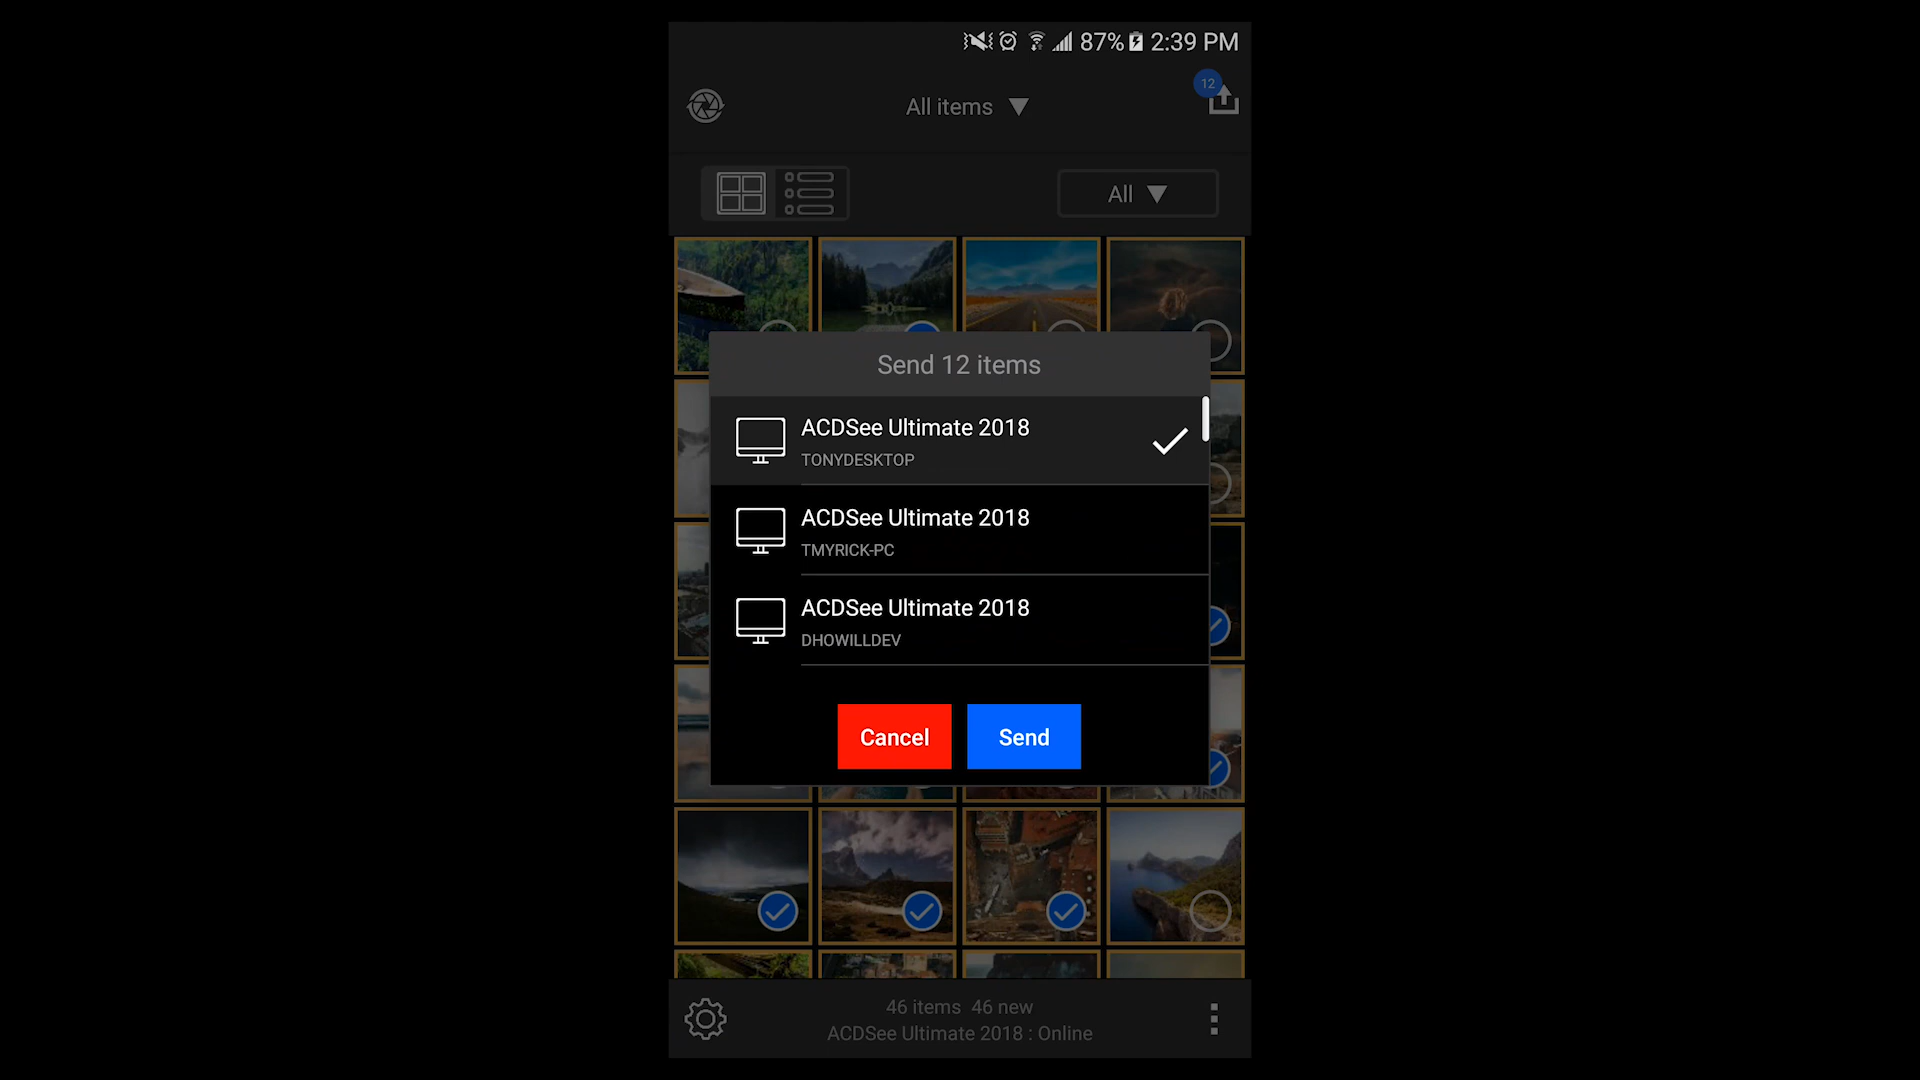 87% 2:39 PM
12
All items
All
Send 12 items
ACDSee Ultimate 2018
TONYDESKTOP
ACDSee Ultimate 2018
TMYRICK-PC
ACDSee Ultimate 2018
DHOWILLDEV
Cancel Send
46 items 46 new
ACDSee Ultimate 2018 : Online